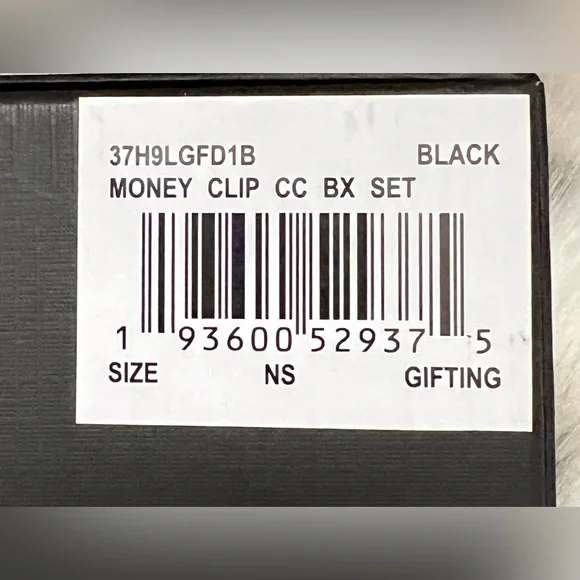 37H9LGFD1B BLACK
MONEY CLIP CC BX SET
1 93600 52937 5
SIZE NS GIFTING